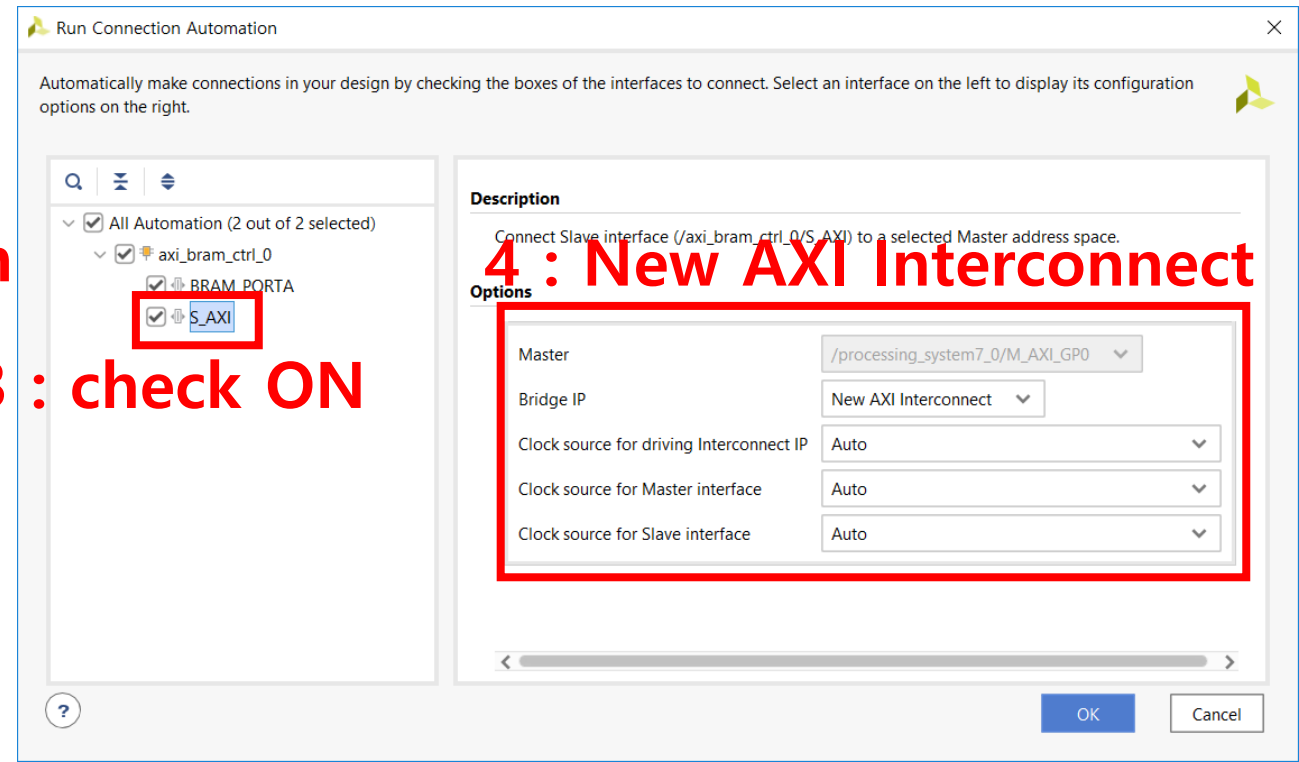 Run Connection Automation
Automatically make connections in your design by checking the boxes of the interfaces to connect. Select an interface on the left to display its configuration
options on the right.
All Automation (2 out of 2 selected)
axi_bram_ctrl_0
BRAM_PORTA
S_AXI
n
3 : check ON
Description
Connect Slave interface (/axi_bram_ctrl_0/S_AXI) to a selected Master address space.
4 : New AXI Interconnect
Options
Master /processing_system7_0/M_AXI_GP0
Bridge IP New AXI Interconnect
Clock source for driving Interconnect IP Auto
Clock source for Master interface Auto
Clock source for Slave interface Auto
? OK Cancel